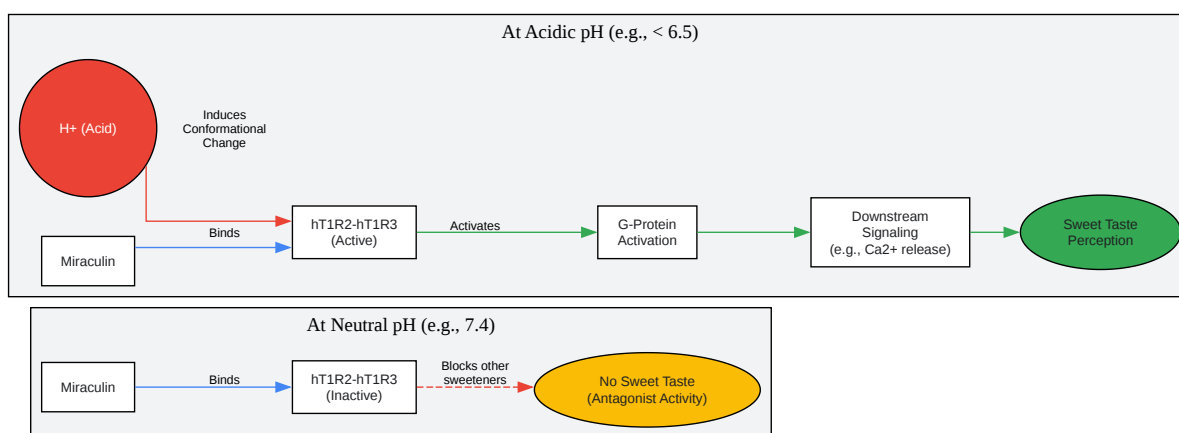 At Acidic pH (e.g., < 6.5)
H+ (Acid)
Induces
Conformational
Change
Miraculin
Binds
hT1R2-hT1R3
(Active)
Activates
G-Protein
Activation
Downstream
Signaling
(e.g., Ca2+ release)
Sweet Taste
Perception
At Neutral pH (e.g., 7.4)
Miraculin
Binds
hT1R2-hT1R3
(Inactive)
Blocks other
sweeteners
No Sweet Taste
(Antagonist Activity)